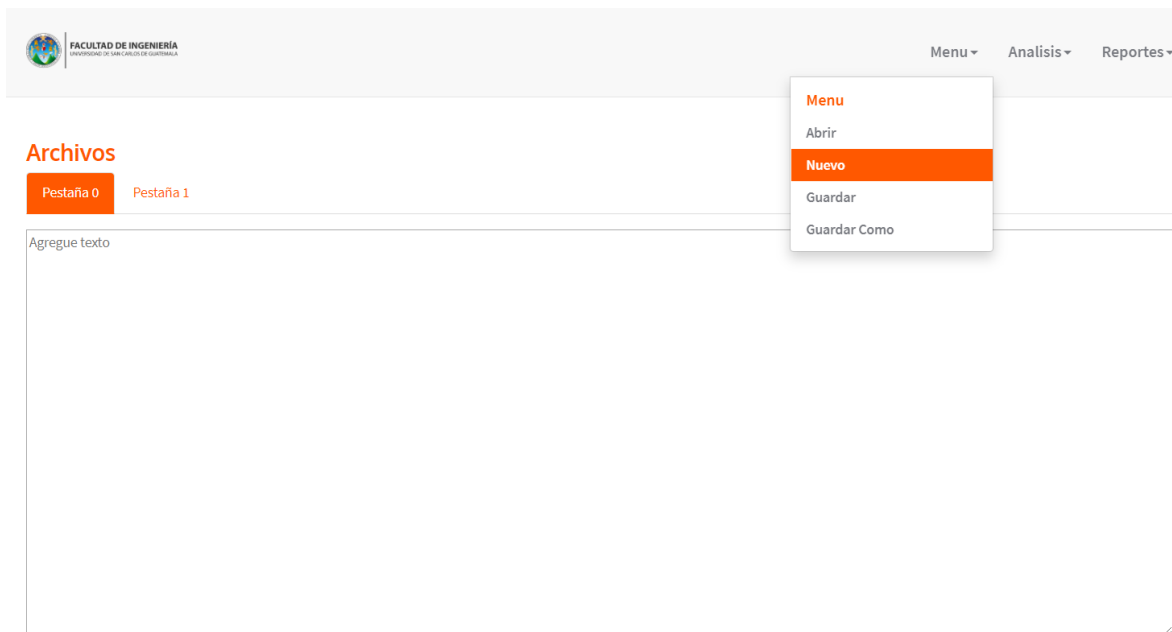 FACULTAD DE INGENIERÍA
UNIVERSIDAD DE SAN CARLOS DE GUATEMALA
Menu Analisis Reportes
Menu
Abrir
Nuevo
Guardar
Guardar Como
Archivos
Pestaña 0 Pestaña 1
Agregue texto